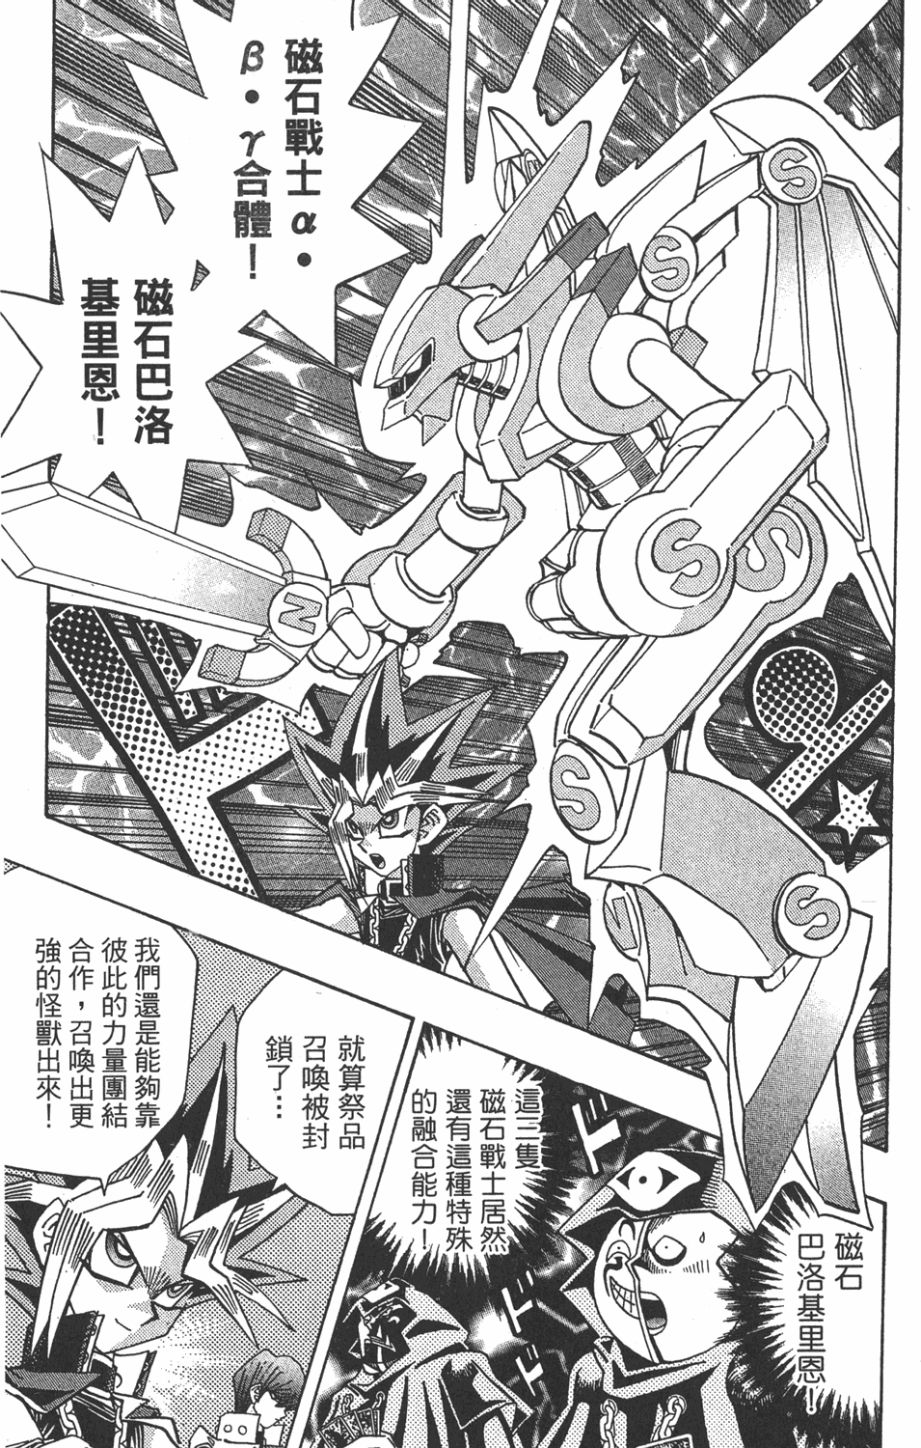 磁石戰士α・
β・γ合體！
磁石巴洛
基里恩！
ド
S
S
S
S
S
S
N
磁石
巴洛基里恩！
這三隻
磁石戰士居然
還有這種特殊
的融合能力！
ド
ド
ド
就算祭品
召喚被封
鎖了…
我們還是能夠靠
彼此的力量團結
合作，召喚出更
強的怪獸出來！